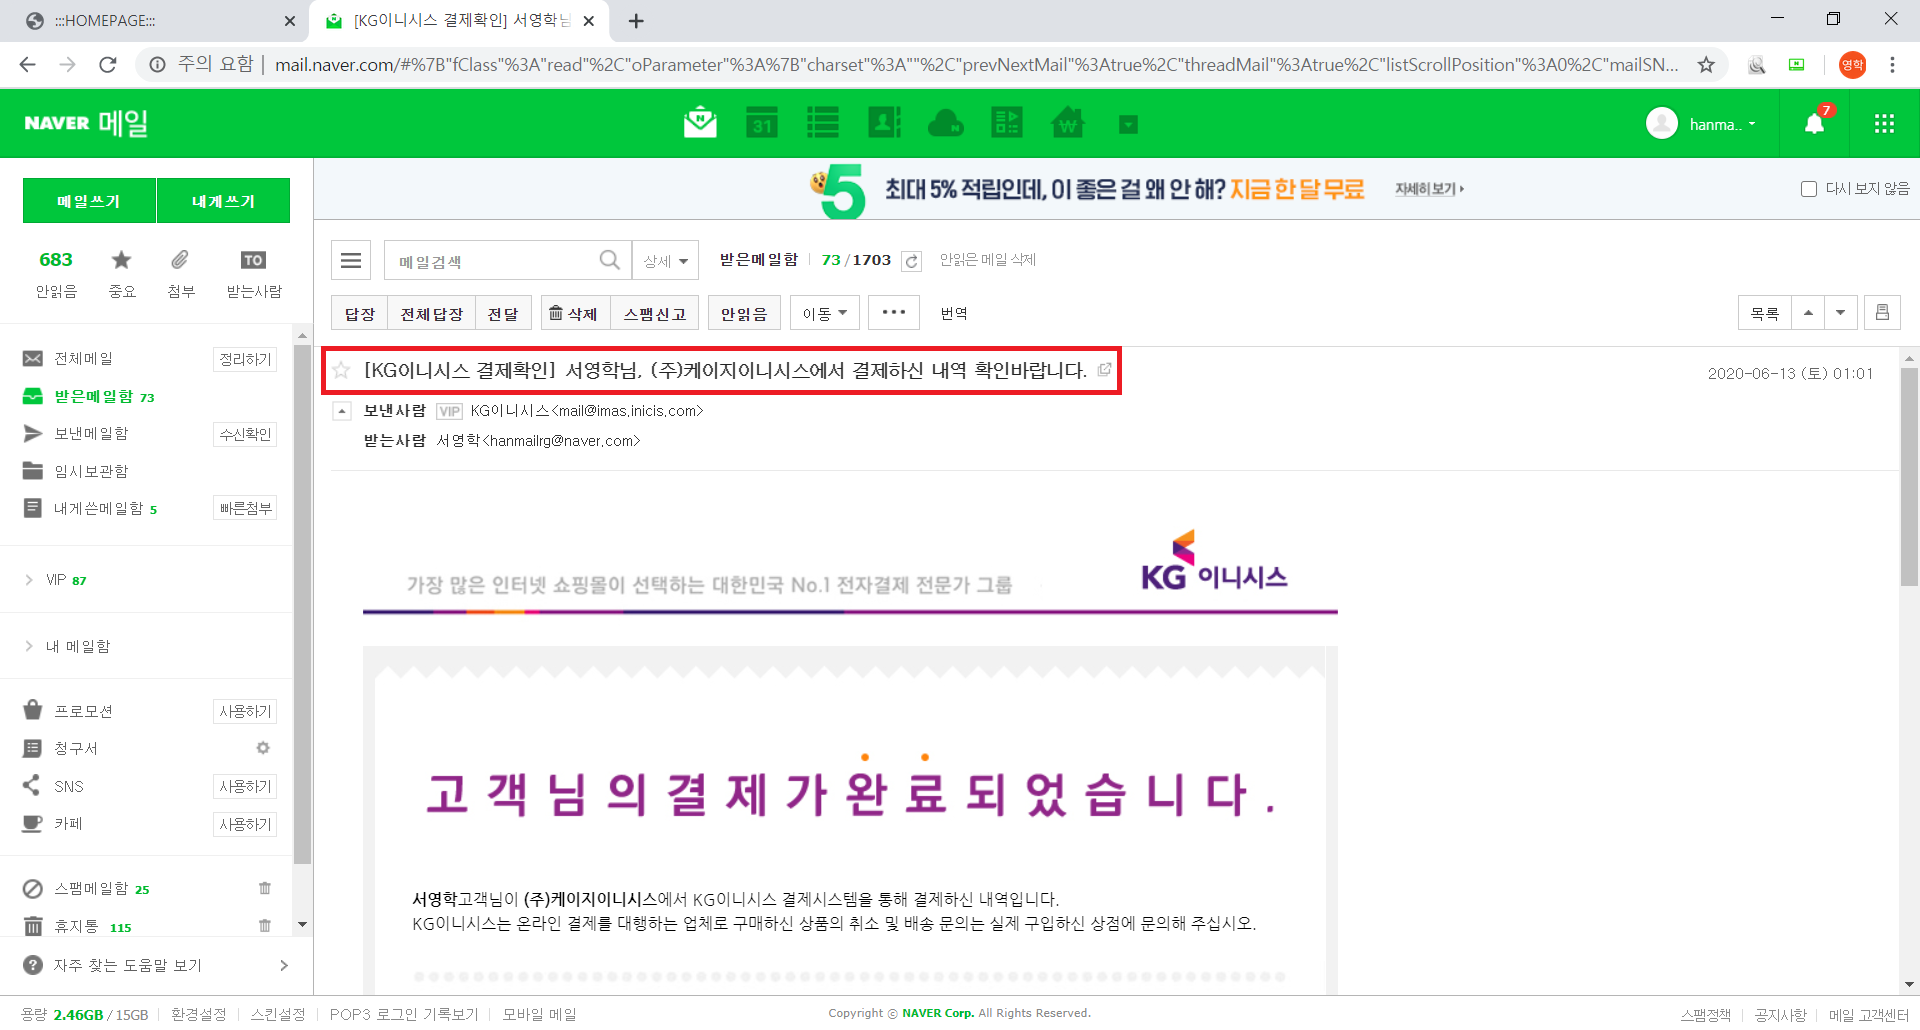 :::HOMEPAGE:::
[KG이니시스 결제확인] 서영학님
주의 요함 | mail.naver.com/#%7B"fClass"%3A"read"%2C"oParameter"%3A%7B"charset"%3A""%2C"prevNextMail"%3Atrue%2C"threadMail"%3Atrue%2C"listScrollPosition"%3A0%2C"mailSN...
영학
NAVER 메일
31
N
hanma..
7
5 최대 5% 적립인데, 이 좋은 걸 왜 안 해? 지금 한 달 무료 자세히 보기
다시 보지 않음
메일쓰기 내게쓰기
683 TO
안읽음 중요 첨부 받는사람
메일검색 상세 받은메일함 73 / 1703 안읽은 메일 삭제
답장 전체답장 전달 삭제 스팸신고 안읽음 이동 ••• 번역 목록
전체메일 정리하기
받은메일함 73
보낸메일함 수신확인
임시보관함
내게쓴메일함 5 빠른첨부
VIP 87
내 메일함
프로모션 사용하기
청구서
SNS 사용하기
카페 사용하기
스팸메일함 25
휴지통 115
자주 찾는 도움말 보기
[KG이니시스 결제확인] 서영학님, (주)케이지이니시스에서 결제하신 내역 확인바랍니다.
2020-06-13 (토) 01:01
보낸사람 VIP KG이니시스<mail@imas.inicis.com>
받는사람 서영학<hanmailrg@naver.com>
가장 많은 인터넷 쇼핑몰이 선택하는 대한민국 No.1 전자결제 전문가 그룹
KG 이니시스
고객님의결제가완료되었습니다.
서영학고객님이 (주)케이지이니시스에서 KG이니시스 결제시스템을 통해 결제하신 내역입니다.
KG이니시스는 온라인 결제를 대행하는 업체로 구매하신 상품의 취소 및 배송 문의는 실제 구입하신 상점에 문의해 주십시오.
용량 2.46GB / 15GB 환경설정 스킨설정 POP3 로그인 기록보기 모바일 메일
Copyright © NAVER Corp. All Rights Reserved.
스팸정책 공지사항 메일 고객센터